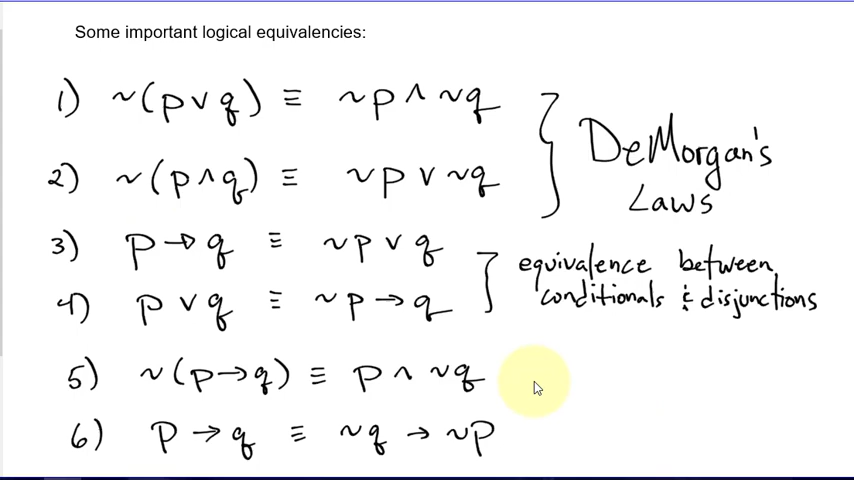 Some important logical equivalencies:
1) ~(p ∨ q) ≡ ~p ∧ ~q
2) ~(p ∧ q) ≡ ~p ∨ ~q
DeMorgan's
Laws
3) p → q ≡ ~p ∨ q
4) p ∨ q ≡ ~p → q
equivalence between
conditionals & disjunctions
5) ~(p → q) ≡ p ∧ ~q
6) p → q ≡ ~q → ~p